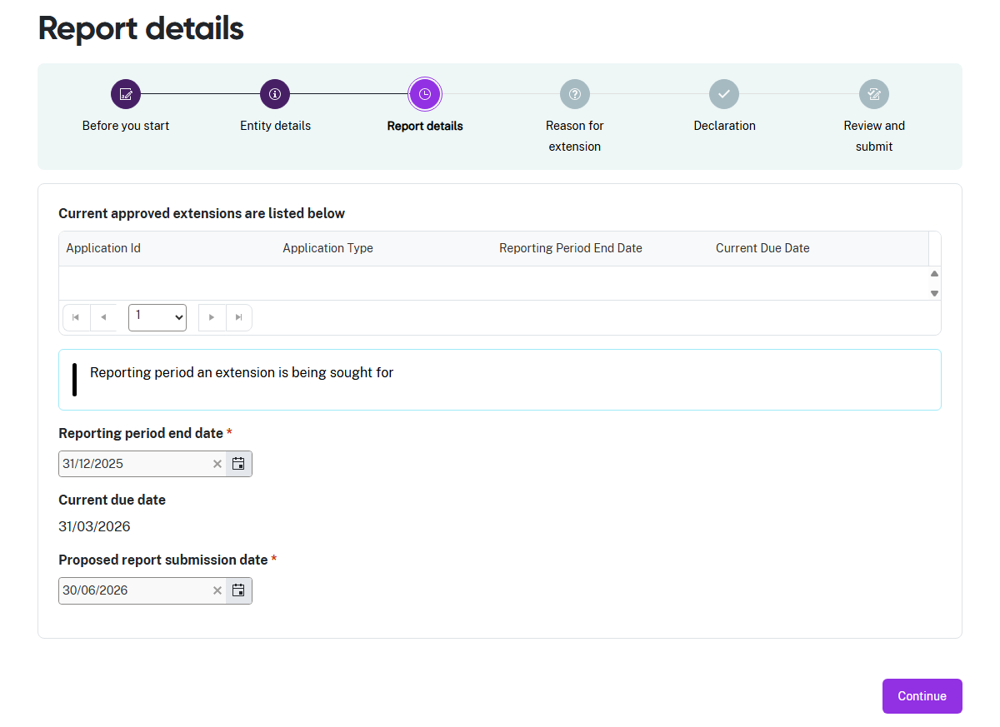 Report details
Before you start
Entity details
Report details
Reason for
extension
Declaration
Review and
submit
Current approved extensions are listed below
Application Id Application Type Reporting Period End Date Current Due Date
1
Reporting period an extension is being sought for
Reporting period end date *
31/12/2025
Current due date
31/03/2026
Proposed report submission date *
30/06/2026
Continue